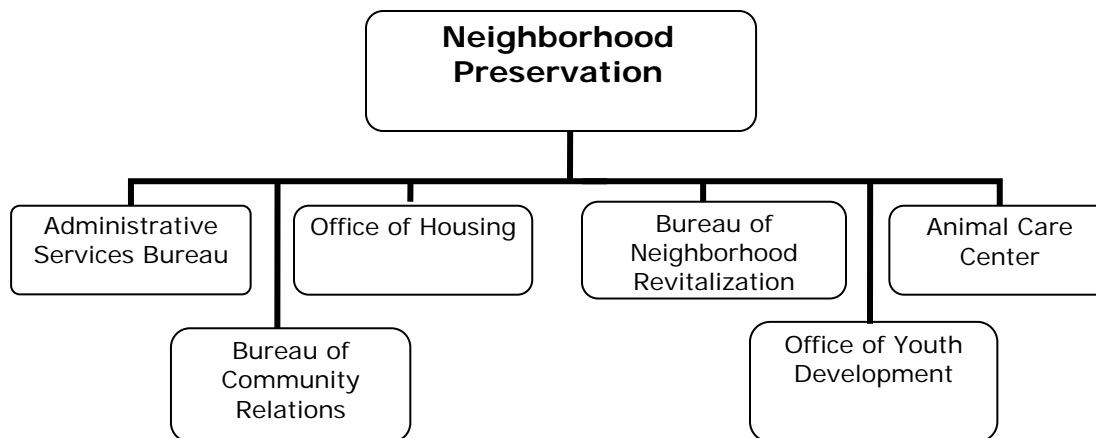 Neighborhood
Preservation
Administrative
Services Bureau
Office of Housing
Bureau of
Neighborhood
Revitalization
Animal Care
Center
Bureau of
Community
Relations
Office of Youth
Development